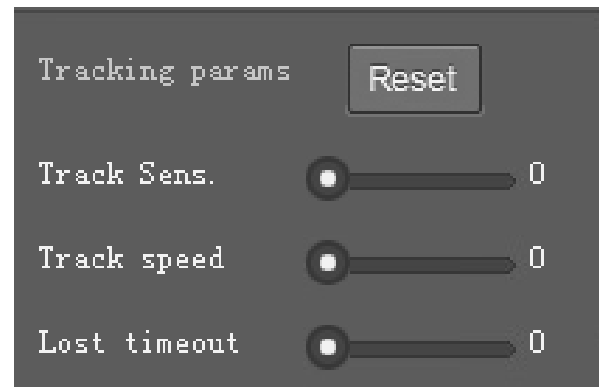 Tracking params Reset
Track Sens. 0
Track speed 0
Lost timeout 0